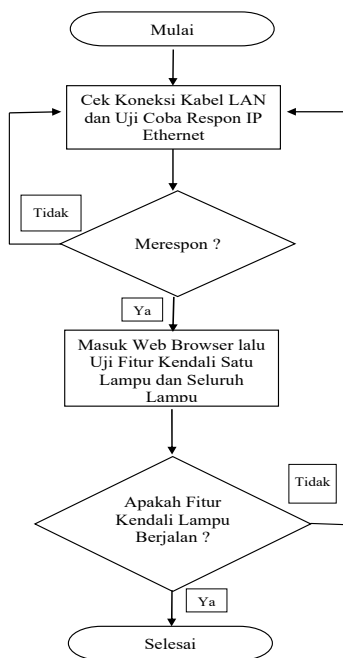 Mulai
Cek Koneksi Kabel LAN
dan Uji Coba Respon IP
Ethernet
Tidak
Merespon ?
Ya
Masuk Web Browser lalu
Uji Fitur Kendali Satu
Lampu dan Seluruh
Lampu
Tidak
Apakah Fitur
Kendali Lampu
Berjalan ?
Ya
Selesai